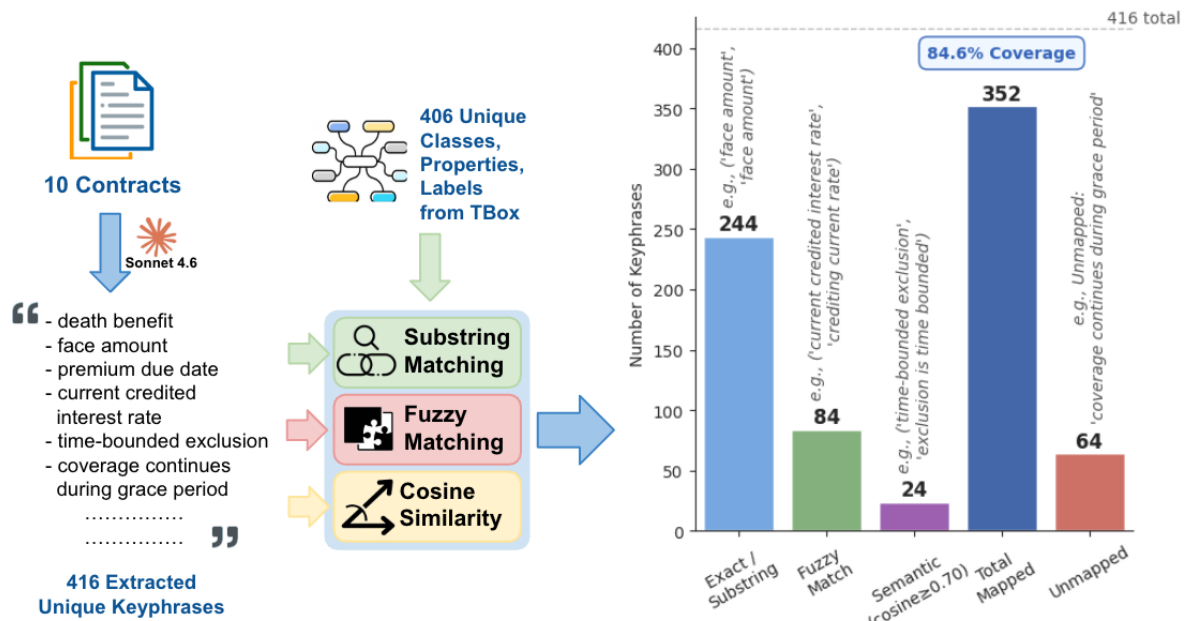 10 Contracts
Sonnet 4.6
- death benefit
- face amount
- premium due date
- current credited
interest rate
- time-bounded exclusion
- coverage continues
during grace period
...............
...............
416 Extracted
Unique Keyphrases
406 Unique
Classes,
Properties,
Labels
from TBox
Substring
Matching
Fuzzy
Matching
Cosine
Similarity
416 total
84.6% Coverage
Number of Keyphrases
400
350
300
250
200
150
100
50
0
244
84
24
352
64
e.g., ('face amount',
'face amount')
e.g., ('current credited interest rate',
'crediting current rate')
e.g., ('time-bounded exclusion',
'exclusion is time bounded')
e.g., Unmapped:
'coverage continues during grace period'
Exact /
Substring
Fuzzy
Match
Semantic
(cosine≥0.70)
Total
Mapped
Unmapped